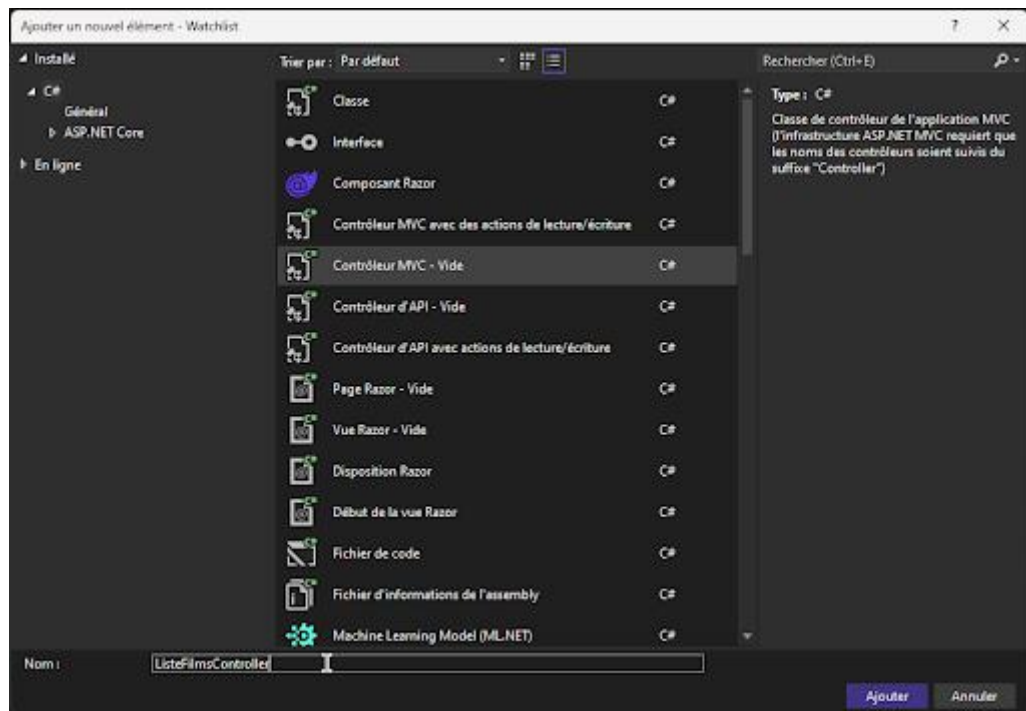 Ajouter un nouvel élément - Watchlist
? ×
Installé
Trier par : Par défaut
Rechercher (Ctrl+E)
C#
Général
ASP.NET Core
En ligne
Classe C#
Interface C#
Composant Razor C#
Contrôleur MVC avec des actions de lecture/écriture C#
Contrôleur MVC - Vide C#
Contrôleur d'API - Vide C#
Contrôleur d'API avec actions de lecture/écriture C#
Page Razor - Vide C#
Vue Razor - Vide C#
Disposition Razor C#
Début de la vue Razor C#
Fichier de code C#
Fichier d'informations de l'assembly C#
Machine Learning Model (ML.NET) C#
Type : C#
Classe de contrôleur de l'application MVC
(l'infrastructure ASP.NET MVC requiert que
les noms des contrôleurs soient suivis du
suffixe "Controller")
Nom : ListeFilmsController
Ajouter Annuler